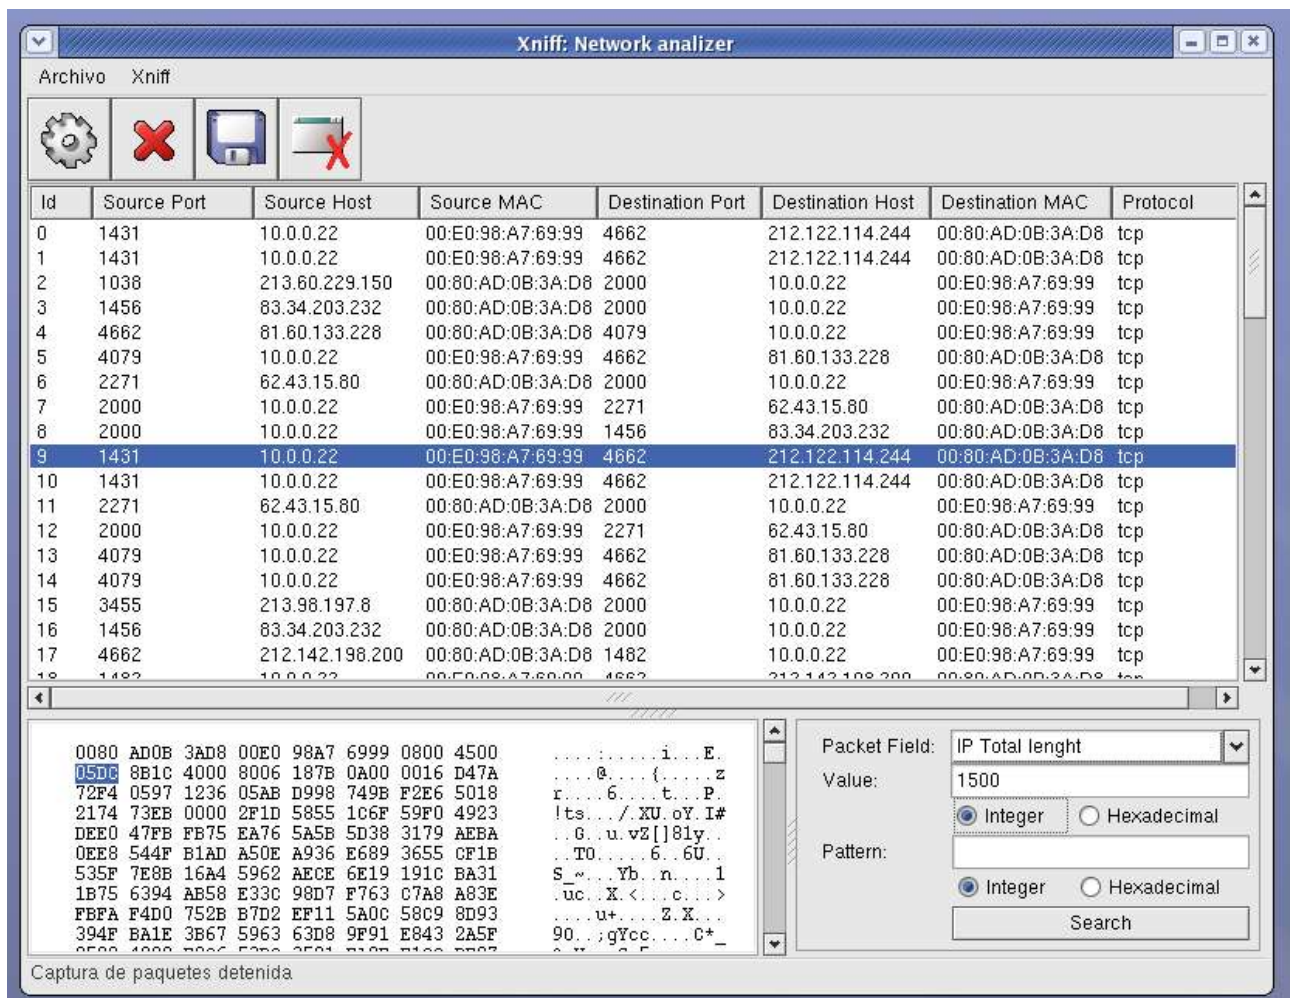 Xniff: Network analizer
Archivo Xniff
Id Source Port Source Host Source MAC Destination Port Destination Host Destination MAC Protocol
0 1431 10.0.0.22 00:E0:98:A7:69:99 4662 212.122.114.244 00:80:AD:0B:3A:D8 tcp
1 1431 10.0.0.22 00:E0:98:A7:69:99 4662 212.122.114.244 00:80:AD:0B:3A:D8 tcp
2 1038 213.60.229.150 00:80:AD:0B:3A:D8 2000 10.0.0.22 00:E0:98:A7:69:99 tcp
3 1456 83.34.203.232 00:80:AD:0B:3A:D8 2000 10.0.0.22 00:E0:98:A7:69:99 tcp
4 4662 81.60.133.228 00:80:AD:0B:3A:D8 4079 10.0.0.22 00:E0:98:A7:69:99 tcp
5 4079 10.0.0.22 00:E0:98:A7:69:99 4662 81.60.133.228 00:80:AD:0B:3A:D8 tcp
6 2271 62.43.15.80 00:80:AD:0B:3A:D8 2000 10.0.0.22 00:E0:98:A7:69:99 tcp
7 2000 10.0.0.22 00:E0:98:A7:69:99 2271 62.43.15.80 00:80:AD:0B:3A:D8 tcp
8 2000 10.0.0.22 00:E0:98:A7:69:99 1456 83.34.203.232 00:80:AD:0B:3A:D8 tcp
9 1431 10.0.0.22 00:E0:98:A7:69:99 4662 212.122.114.244 00:80:AD:0B:3A:D8 tcp
10 1431 10.0.0.22 00:E0:98:A7:69:99 4662 212.122.114.244 00:80:AD:0B:3A:D8 tcp
11 2271 62.43.15.80 00:80:AD:0B:3A:D8 2000 10.0.0.22 00:E0:98:A7:69:99 tcp
12 2000 10.0.0.22 00:E0:98:A7:69:99 2271 62.43.15.80 00:80:AD:0B:3A:D8 tcp
13 4079 10.0.0.22 00:E0:98:A7:69:99 4662 81.60.133.228 00:80:AD:0B:3A:D8 tcp
14 4079 10.0.0.22 00:E0:98:A7:69:99 4662 81.60.133.228 00:80:AD:0B:3A:D8 tcp
15 3455 213.98.197.8 00:80:AD:0B:3A:D8 2000 10.0.0.22 00:E0:98:A7:69:99 tcp
16 1456 83.34.203.232 00:80:AD:0B:3A:D8 2000 10.0.0.22 00:E0:98:A7:69:99 tcp
17 4662 212.142.198.200 00:80:AD:0B:3A:D8 1482 10.0.0.22 00:E0:98:A7:69:99 tcp
0080 AD0B 3AD8 00E0 98A7 6999 0800 4500 ....:.....i...E.
05DC 8B1C 4000 8006 187B 0A00 0016 D47A ....@....{.....z
72F4 0597 1236 05AB D998 749B F2E6 5018 r....6....t...P.
2174 73EB 0000 2F1D 5855 1C6F 59F0 4923 !ts.../.XU.oY.I#
DEE0 47FB FB75 EA76 5A5B 5D38 3179 AEBA ..G..u.vZ[]81y..
0EE8 544F B1AD A50E A936 E689 3655 CF1B ..TO.....6..6U..
535F 7E8B 16A4 5962 AECE 6E19 191C BA31 S_~...Yb..n....1
1B75 6394 AB58 E33C 98D7 F763 C7A8 A83E .uc..X.<...c...>
FBFA F4D0 752B B7D2 EF11 5A0C 58C9 8D93 ....u+....Z.X...
394F BA1E 3B67 5963 63D8 9F91 E843 2A5F 9O..;gYcc....C*_
Packet Field: IP Total lenght
Value: 1500
Integer Hexadecimal
Pattern:
Integer Hexadecimal
Search
Captura de paquetes detenida